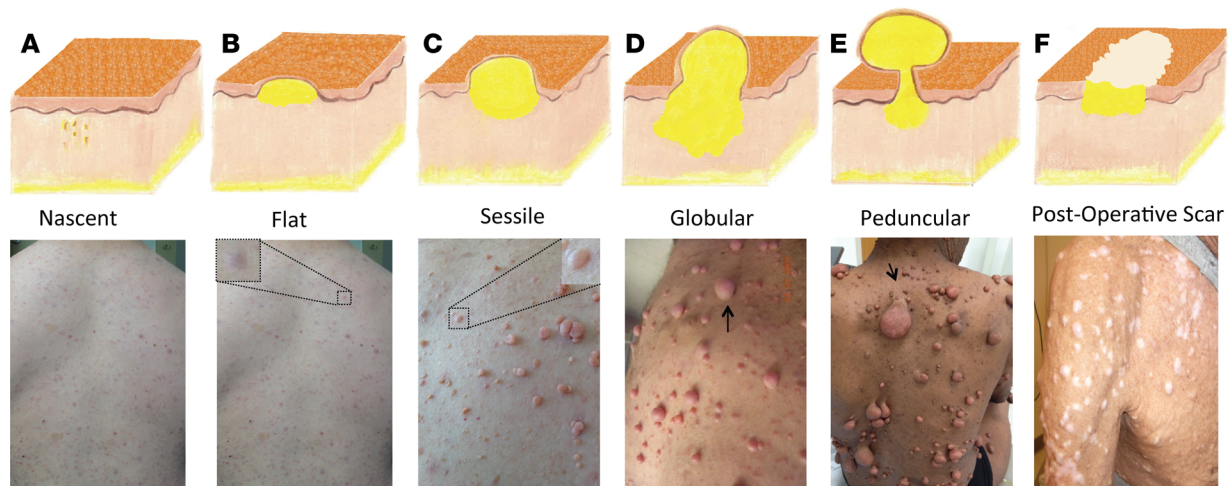 A
B
C
D
E
F
Nascent
Flat
Sessile
Globular
Peduncular
Post-Operative Scar